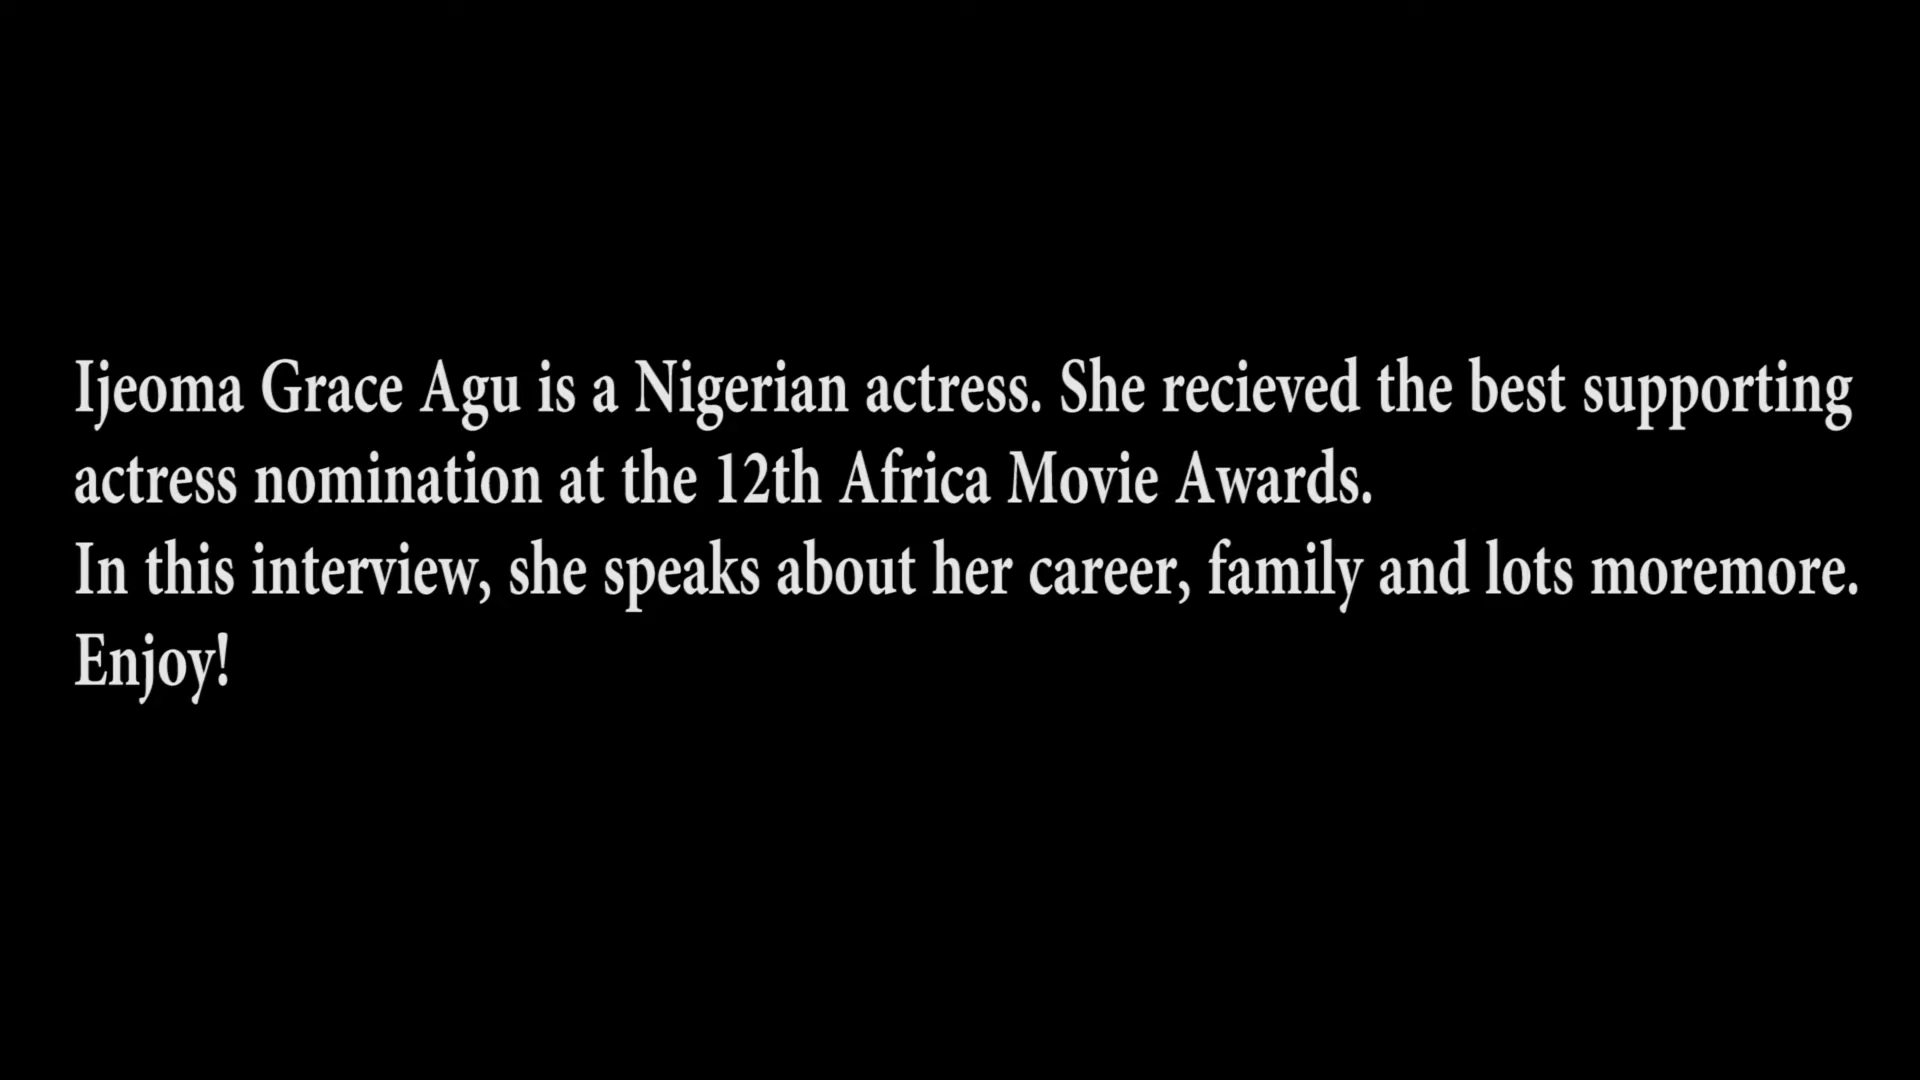 Ijeoma Grace Agu is a Nigerian actress. She recieved the best supporting
actress nomination at the 12th Africa Movie Awards.
In this interview, she speaks about her career, family and lots moremore.
Enjoy!